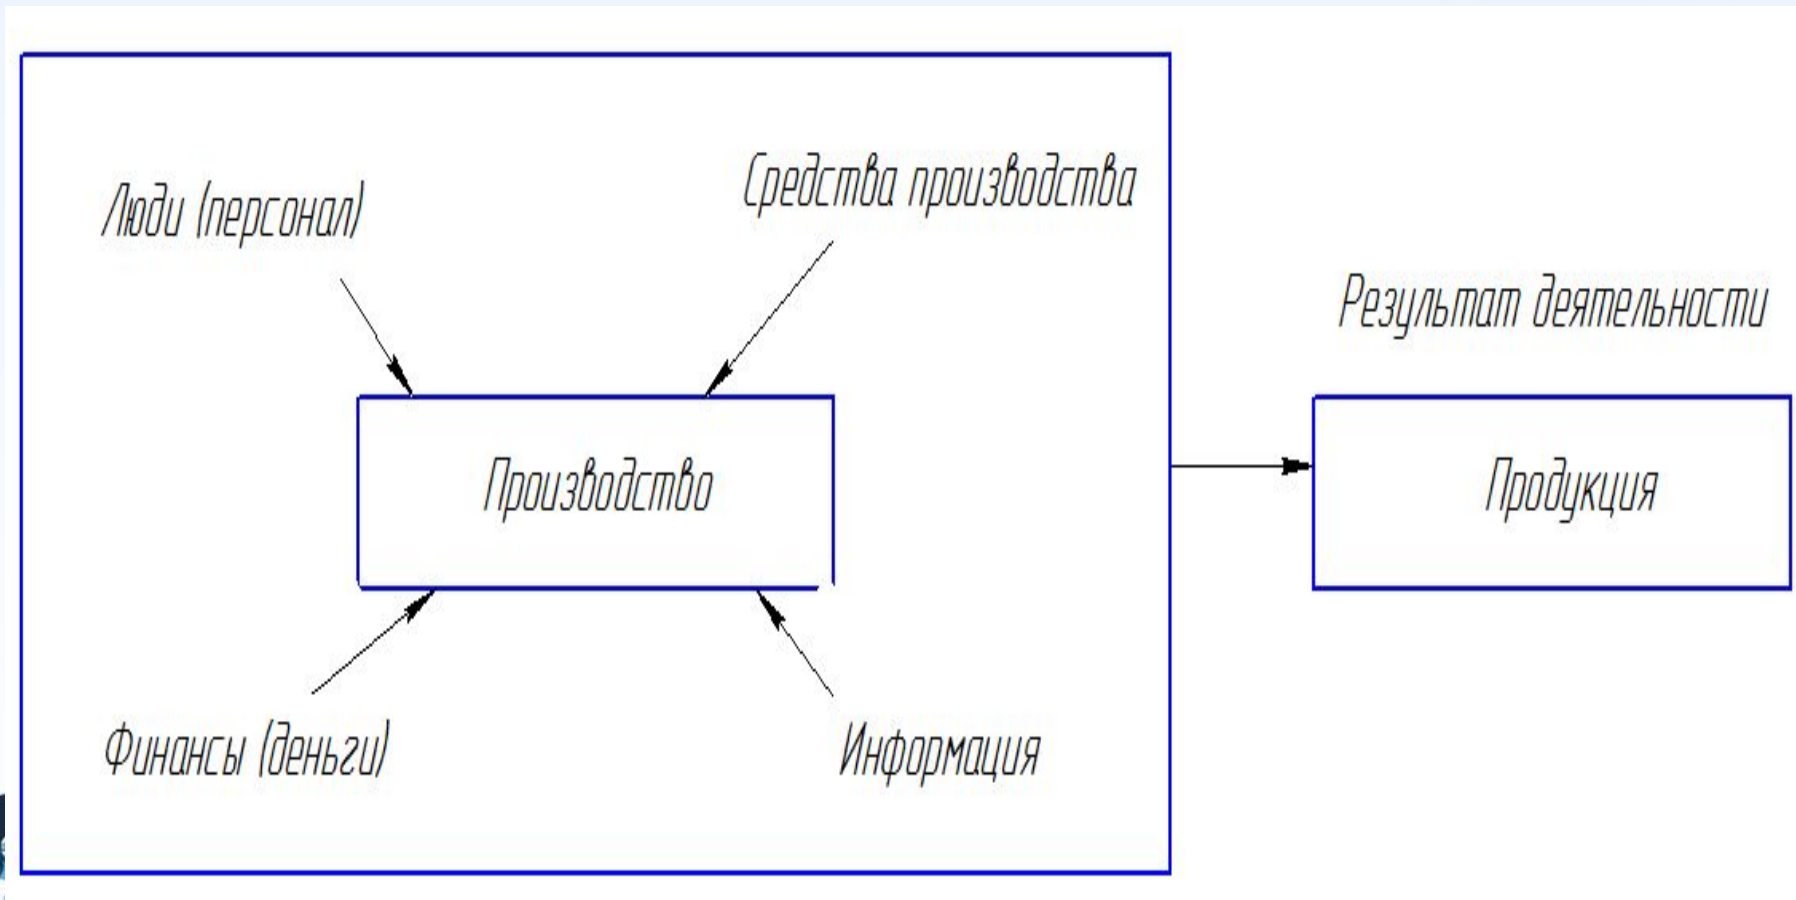 Люди (персонал)
Средства производства
Производство
Финансы (деньги)
Информация
Результат деятельности
Продукция